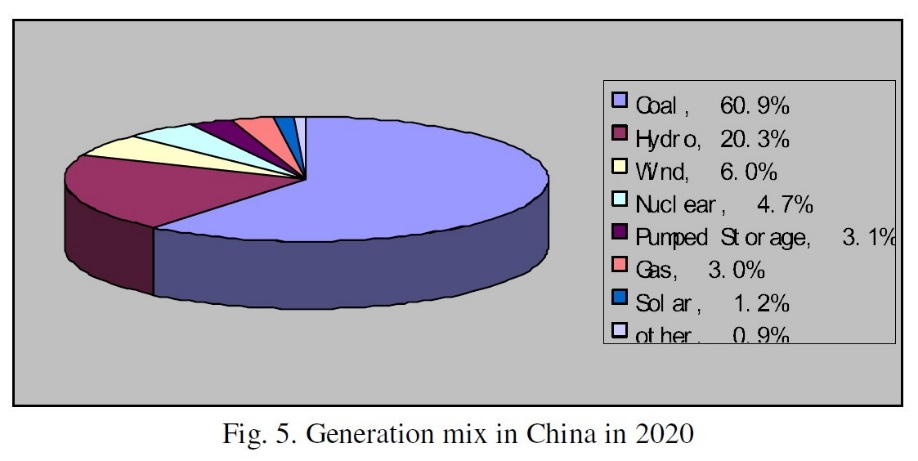 Coal, 60.9%
Hydro, 20.3%
Wind, 6.0%
Nuclear, 4.7%
Pumped Storage, 3.1%
Gas, 3.0%
Solar, 1.2%
other, 0.9%
Fig. 5. Generation mix in China in 2020